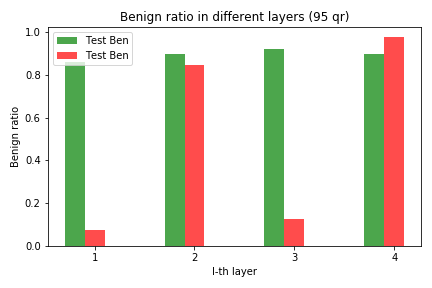 Benign ratio in different layers (95 qr)
1.0
0.8
0.6
0.4
0.2
0.0
Benign ratio
Test Ben
Test Ben
1 2 3 4
l-th layer